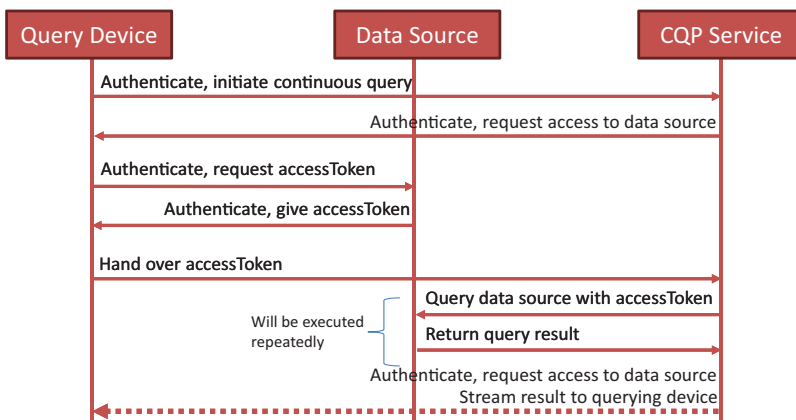 Query Device
Data Source
CQP Service
Authenticate, initiate continuous query
Authenticate, request access to data source
Authenticate, request accessToken
Authenticate, give accessToken
Hand over accessToken
Query data source with accessToken
Will be executed
repeatedly
Return query result
Authenticate, request access to data source
Stream result to querying device